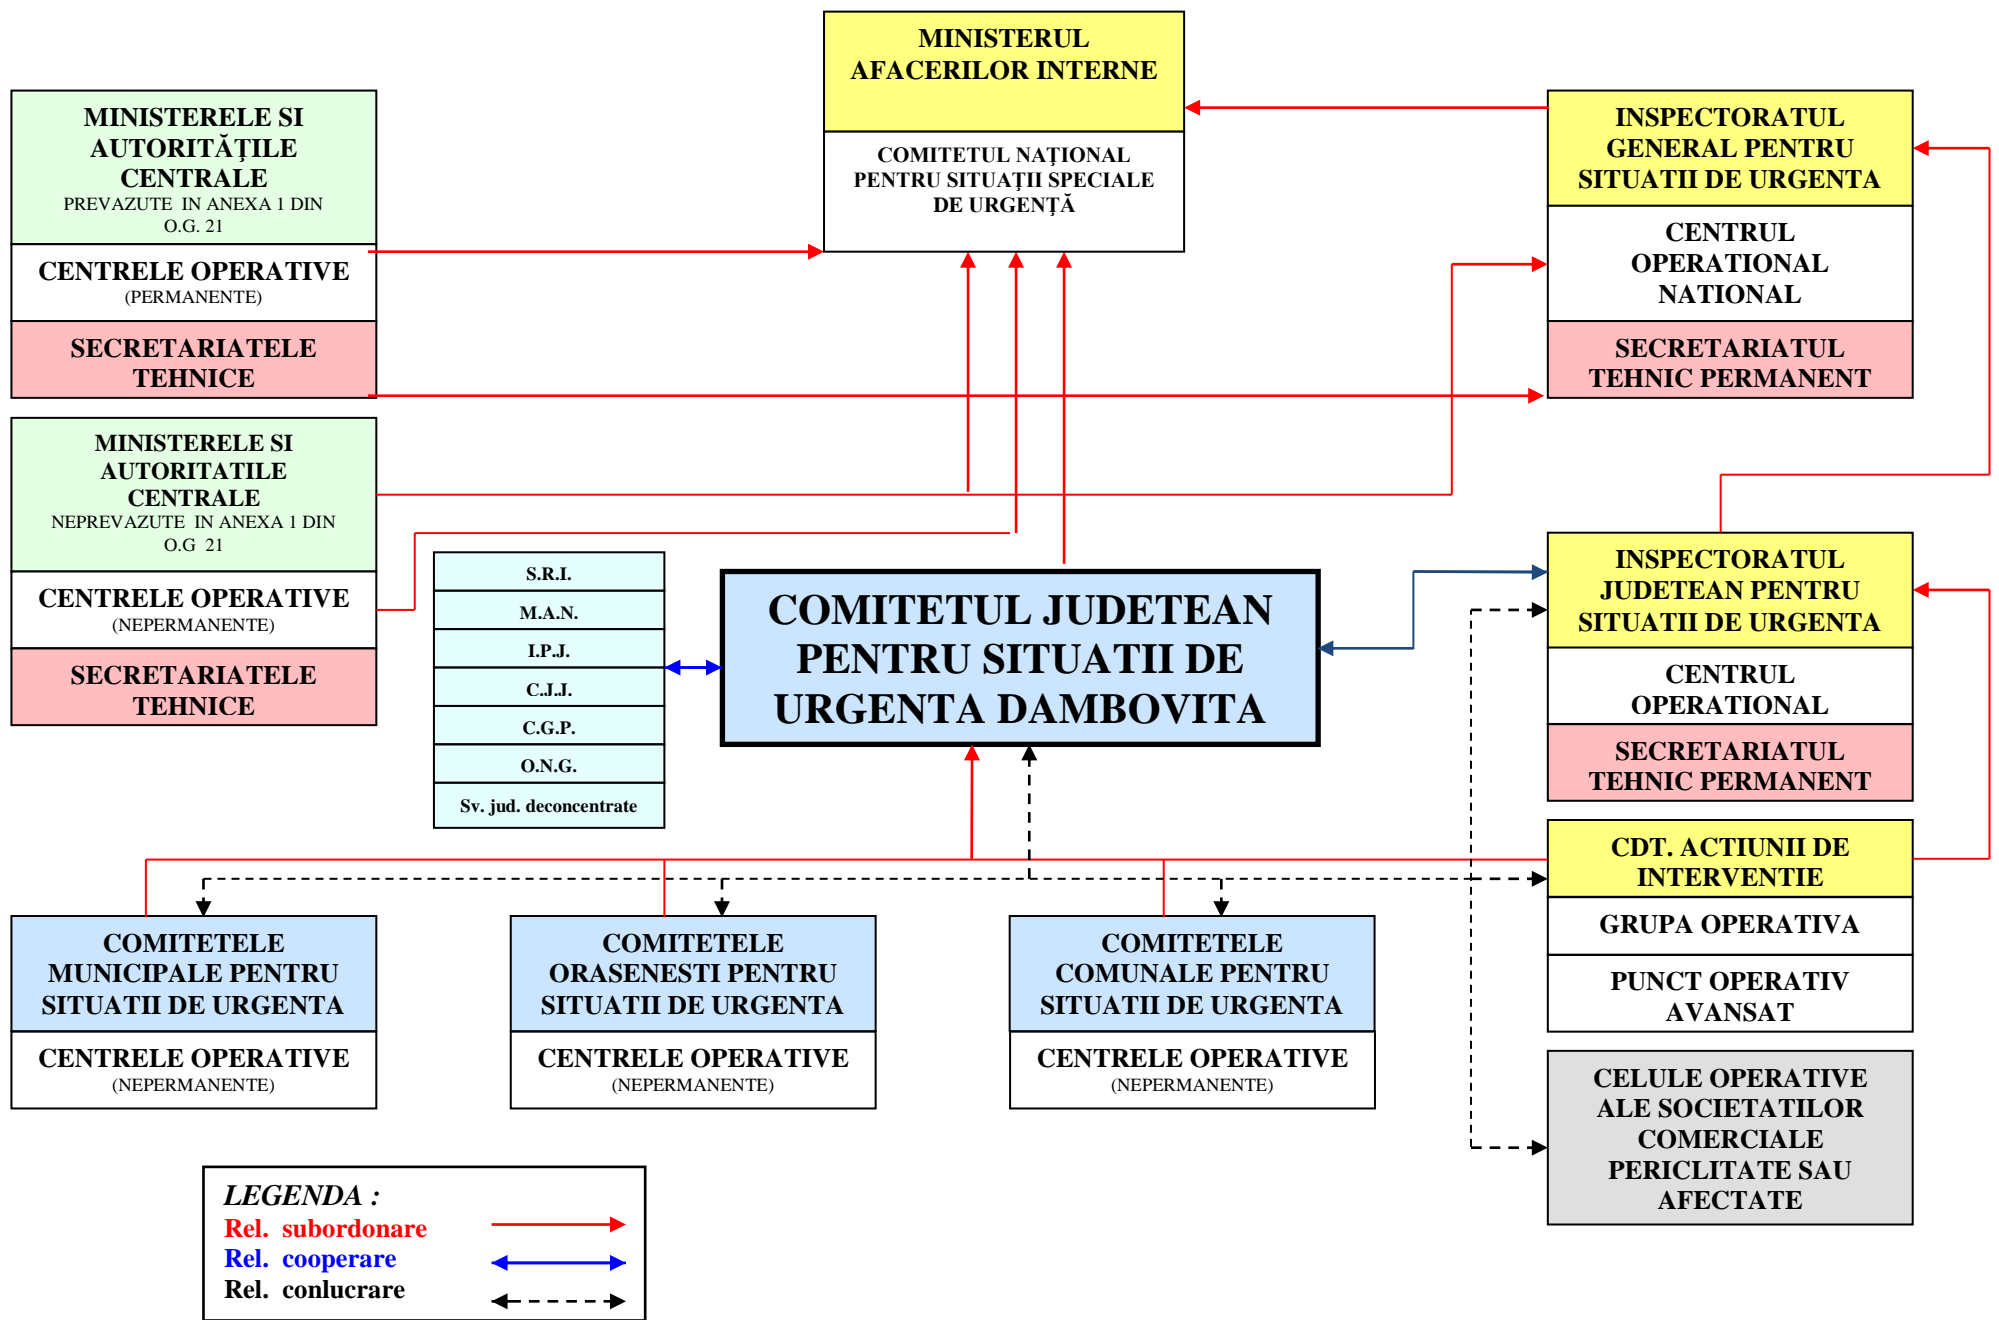 MINISTERUL
AFACERILOR INTERNE
COMITETUL NAŢIONAL
PENTRU SITUAŢII SPECIALE
DE URGENŢĂ
MINISTERELE SI
AUTORITĂŢILE
CENTRALE
PREVAZUTE IN ANEXA 1 DIN
O.G. 21
CENTRELE OPERATIVE
(PERMANENTE)
SECRETARIATELE
TEHNICE
INSPECTORATUL
GENERAL PENTRU
SITUATII DE URGENTA
CENTRUL
OPERATIONAL
NATIONAL
SECRETARIATUL
TEHNIC PERMANENT
MINISTERELE SI
AUTORITATILE
CENTRALE
NEPREVAZUTE IN ANEXA 1 DIN
O.G 21
CENTRELE OPERATIVE
(NEPERMANENTE)
SECRETARIATELE
TEHNICE
S.R.I.
M.A.N.
I.P.J.
C.J.J.
C.G.P.
O.N.G.
Sv. jud. deconcentrate
COMITETUL JUDETEAN
PENTRU SITUATII DE
URGENTA DAMBOVITA
INSPECTORATUL
JUDETEAN PENTRU
SITUATII DE URGENTA
CENTRUL
OPERATIONAL
SECRETARIATUL
TEHNIC PERMANENT
CDT. ACTIUNII DE
INTERVENTIE
GRUPA OPERATIVA
PUNCT OPERATIV
AVANSAT
COMITETELE
MUNICIPALE PENTRU
SITUATII DE URGENTA
CENTRELE OPERATIVE
(NEPERMANENTE)
COMITETELE
ORASENESTI PENTRU
SITUATII DE URGENTA
CENTRELE OPERATIVE
(NEPERMANENTE)
COMITETELE
COMUNALE PENTRU
SITUATII DE URGENTA
CENTRELE OPERATIVE
(NEPERMANENTE)
CELULE OPERATIVE
ALE SOCIETATILOR
COMERCIALE
PERICLITATE SAU
AFECTATE
LEGENDA :
Rel. subordonare
Rel. cooperare
Rel. conlucrare